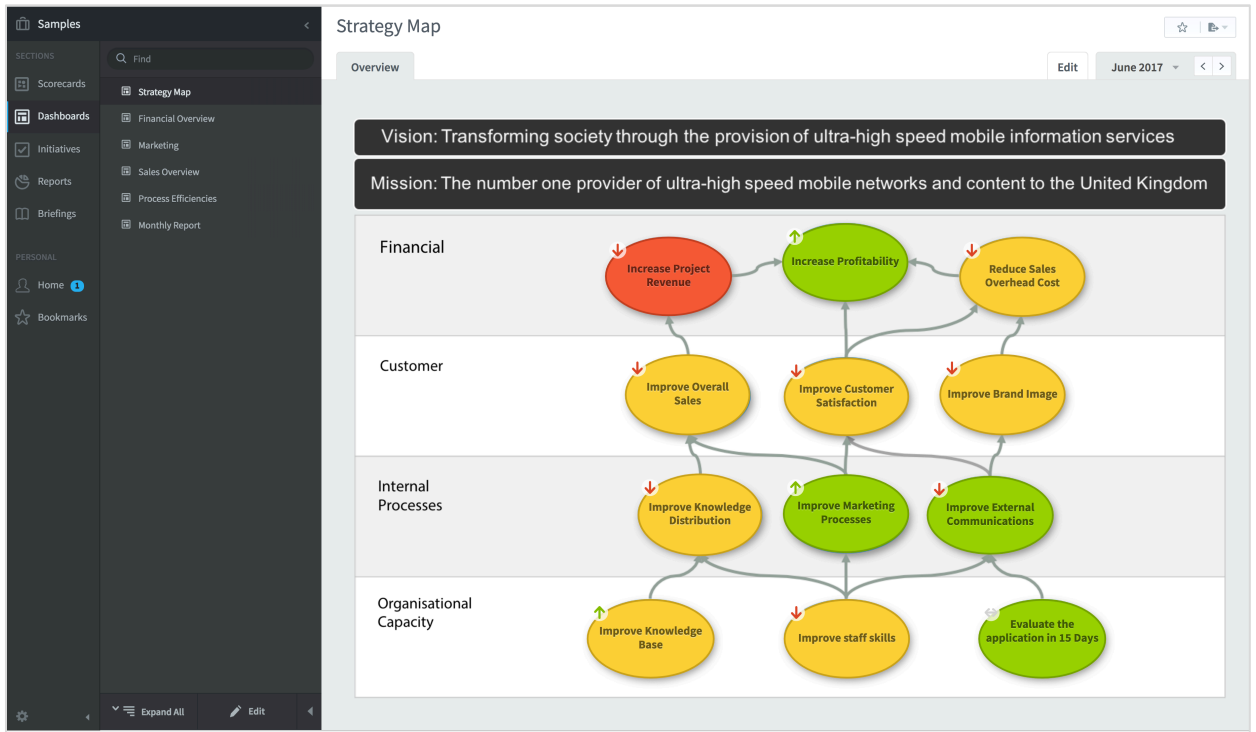 Samples
SECTIONS
Scorecards
Dashboards
Initiatives
Reports
Briefings
PERSONAL
Home 1
Bookmarks
Find
Strategy Map
Financial Overview
Marketing
Sales Overview
Process Efficiencies
Monthly Report
Expand All
Edit
Strategy Map
Overview
Edit
June 2017
Vision: Transforming society through the provision of ultra-high speed mobile information services
Mission: The number one provider of ultra-high speed mobile networks and content to the United Kingdom
Financial
Increase Project
Revenue
Increase Profitability
Reduce Sales
Overhead Cost
Customer
Improve Overall
Sales
Improve Customer
Satisfaction
Improve Brand Image
Internal
Processes
Improve Knowledge
Distribution
Improve Marketing
Processes
Improve External
Communications
Organisational
Capacity
Improve Knowledge
Base
Improve staff skills
Evaluate the
application in 15 Days